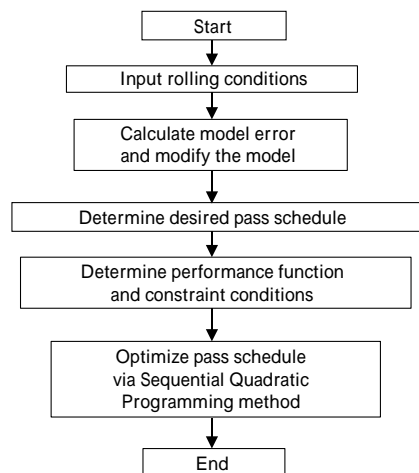 Start
Input rolling conditions
Calculate model error
and modify the model
Determine desired pass schedule
Determine performance function
and constraint conditions
Optimize pass schedule
via Sequential Quadratic
Programming method
End